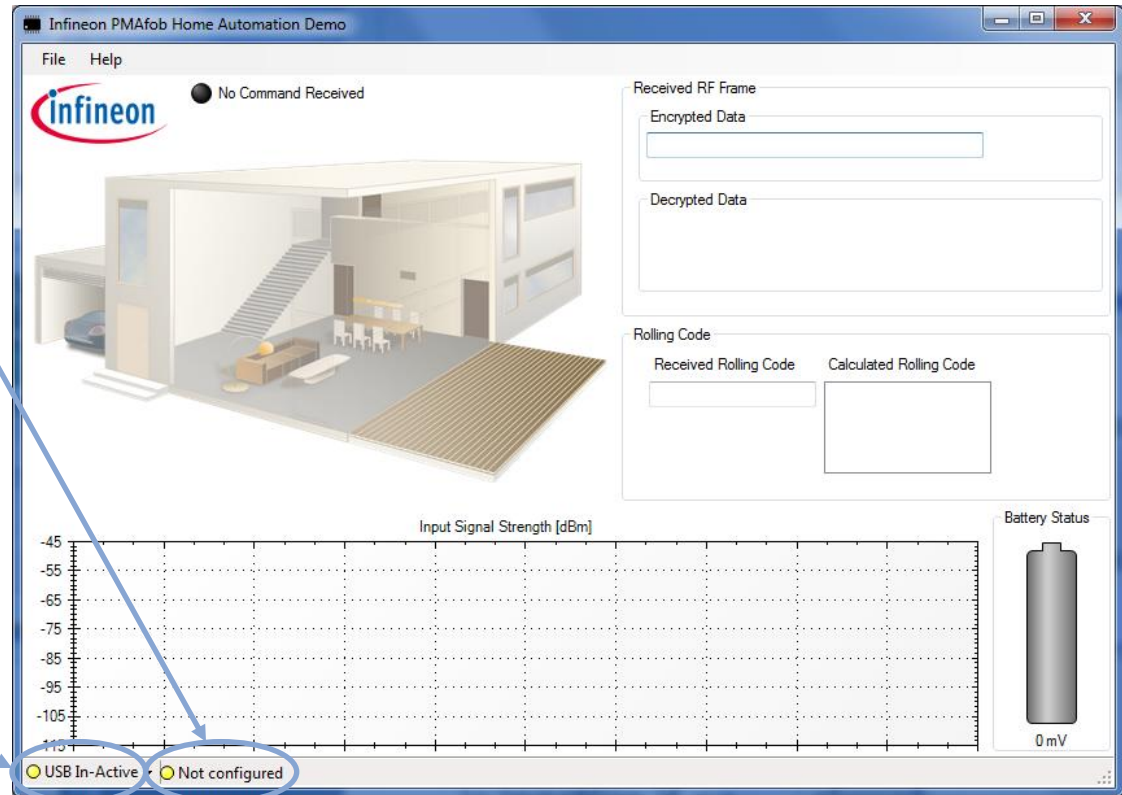 Infineon PMAfob Home Automation Demo
File Help
infineon
No Command Received
Received RF Frame
Encrypted Data
Decrypted Data
Rolling Code
Received Rolling Code Calculated Rolling Code
Input Signal Strength [dBm]
Battery Status
-45
-55
-65
-75
-85
-95
-105
-115
0 mV
USB In-Active Not configured